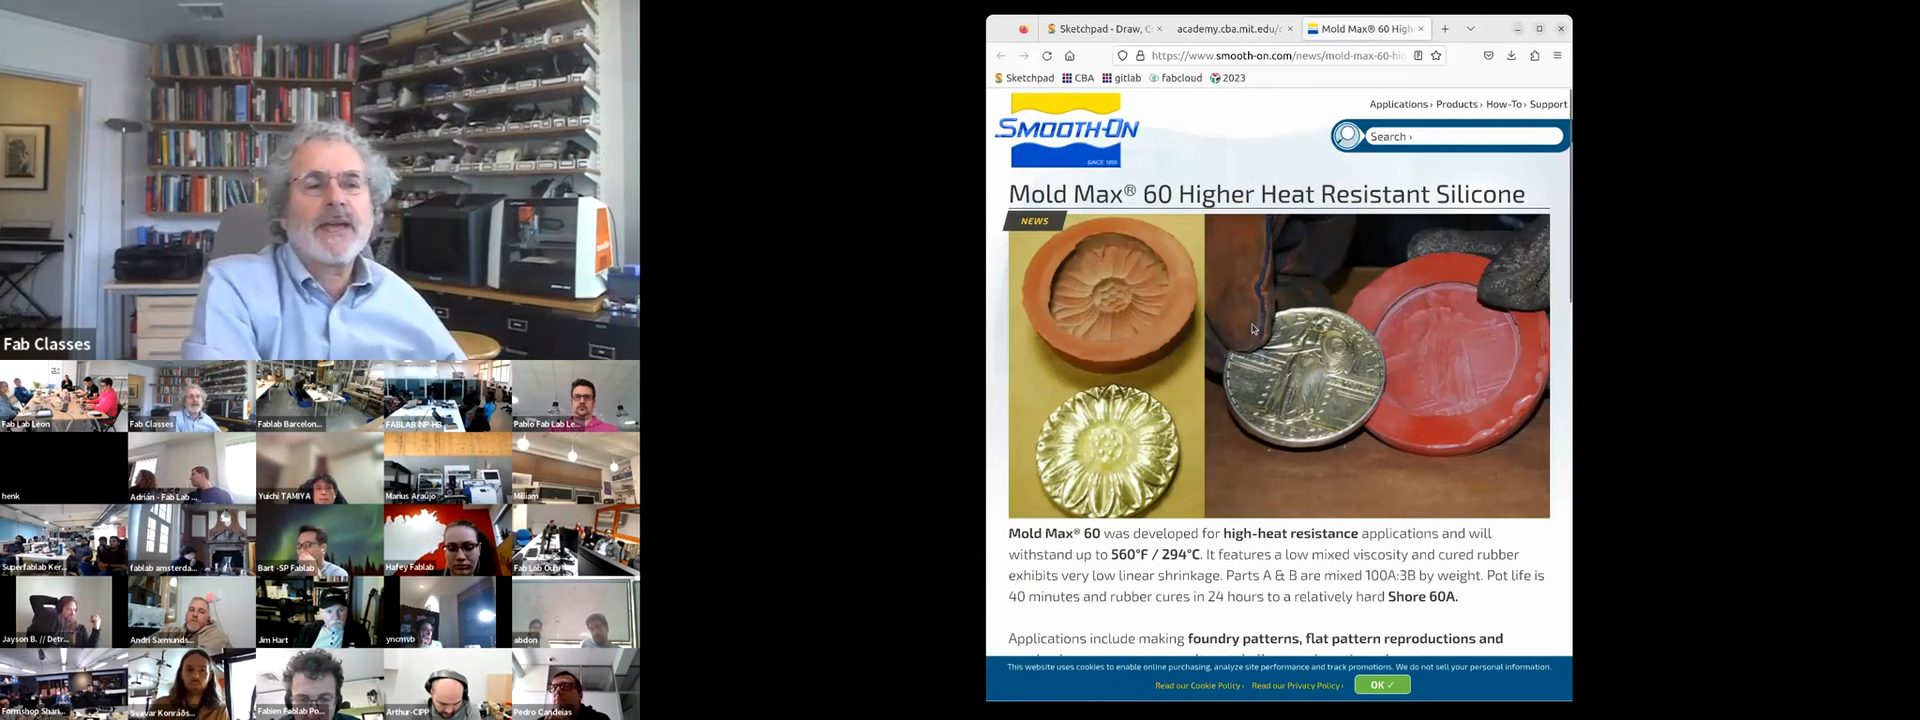 Fab Classes
Fab Lab Leon
Fab Classes
Fablab Barcelon...
FABLAB INP-HB
Pablo Fab Lab Le...
henk
Adrián - Fab Lab ...
Yuichi TAMIYA
Marius Araújo
Miliam
Superfablab Ker...
fablab amsterda...
Bart -SP Fablab
Hafey Fablab
Fab Lab Oulu
Jayson B. // Detr...
Andri Sæmunds...
Jim Hart
yncmvb
abdon
Formshop Shan...
Svavar Konráðs...
Fabien Fablab Po...
Arthur-CIPP
Pedro Candeias
Sketchpad - Draw, C
academy.cba.mit.edu/c
Mold Max® 60 High
https://www.smooth-on.com/news/mold-max-60-hig
Sketchpad CBA gitlab fabcloud 2023
SMOOTH-ON
SINCE 1895
Applications› Products› How-To› Support
Search ›
Mold Max® 60 Higher Heat Resistant Silicone
NEWS
Mold Max® 60 was developed for high-heat resistance applications and will
withstand up to 560°F / 294°C. It features a low mixed viscosity and cured rubber
exhibits very low linear shrinkage. Parts A & B are mixed 100A:3B by weight. Pot life is
40 minutes and rubber cures in 24 hours to a relatively hard Shore 60A.
Applications include making foundry patterns, flat pattern reproductions and
This website uses cookies to enable online purchasing, analyze site performance and track promotions. We do not sell your personal information.
Read our Cookie Policy› Read our Privacy Policy› OK ✓